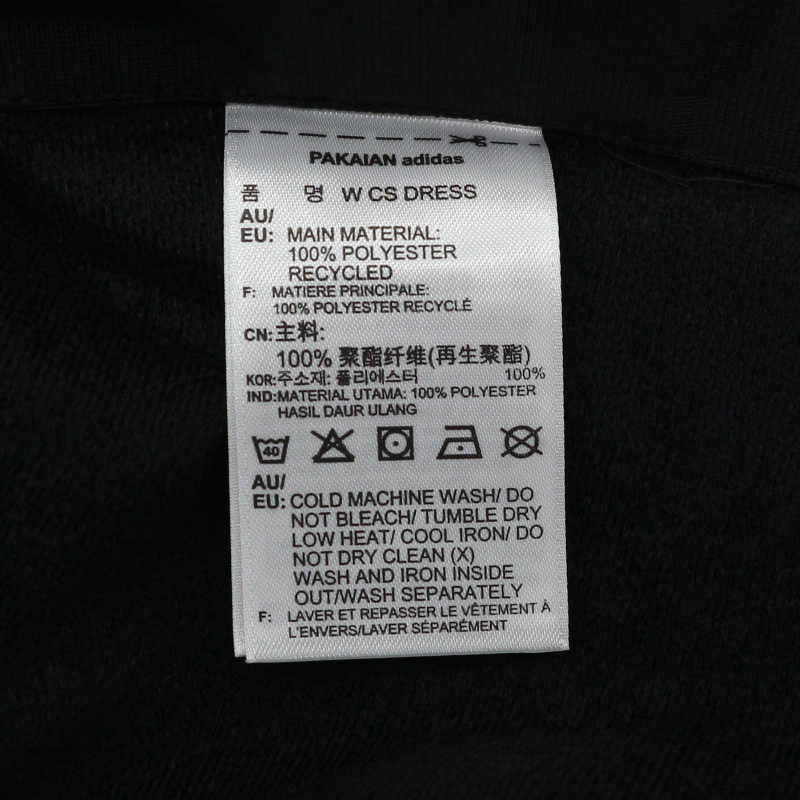 PAKAIAN adidas
품 명 W CS DRESS
AU/
EU: MAIN MATERIAL:
100% POLYESTER
RECYCLED
F: MATIERE PRINCIPALE:
100% POLYESTER RECYCLÉ
CN:主料:
100% 聚酯纤维(再生聚酯)
KOR:주소재: 폴리에스터 100%
IND:MATERIAL UTAMA: 100% POLYESTER
HASIL DAUR ULANG
40
AU/
EU: COLD MACHINE WASH/ DO
NOT BLEACH/ TUMBLE DRY
LOW HEAT/ COOL IRON/ DO
NOT DRY CLEAN (X)
WASH AND IRON INSIDE
OUT/WASH SEPARATELY
F: LAVER ET REPASSER LE VÊTEMENT À
L'ENVERS/LAVER SÉPARÉMENT